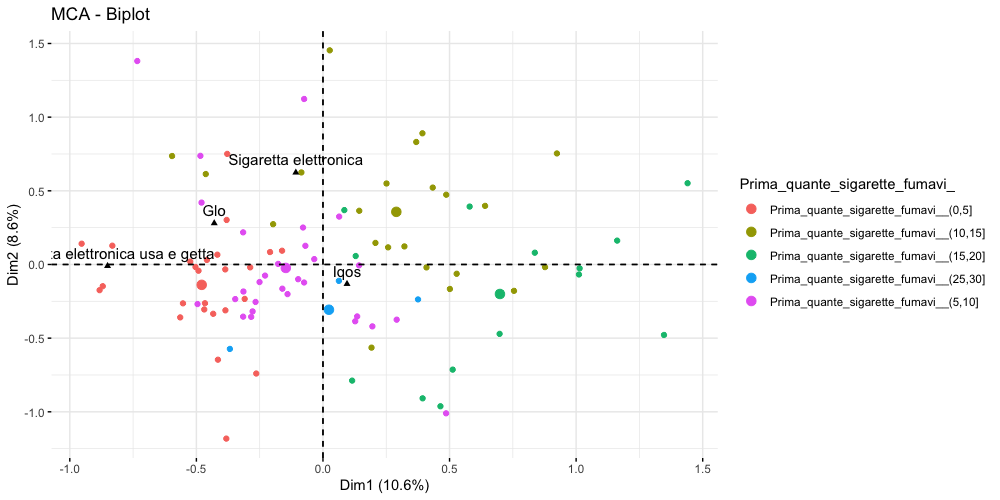 MCA - Biplot
1.5
1.0
0.5
0.0
-0.5
-1.0
Dim2 (8.6%)
Sigaretta elettronica
Glo
a elettronica usa e getta
Iqos
-1.0 -0.5 0.0 0.5 1.0 1.5
Dim1 (10.6%)
Prima_quante_sigarette_fumavi_
Prima_quante_sigarette_fumavi__(0,5]
Prima_quante_sigarette_fumavi__(10,15]
Prima_quante_sigarette_fumavi__(15,20]
Prima_quante_sigarette_fumavi__(25,30]
Prima_quante_sigarette_fumavi__(5,10]